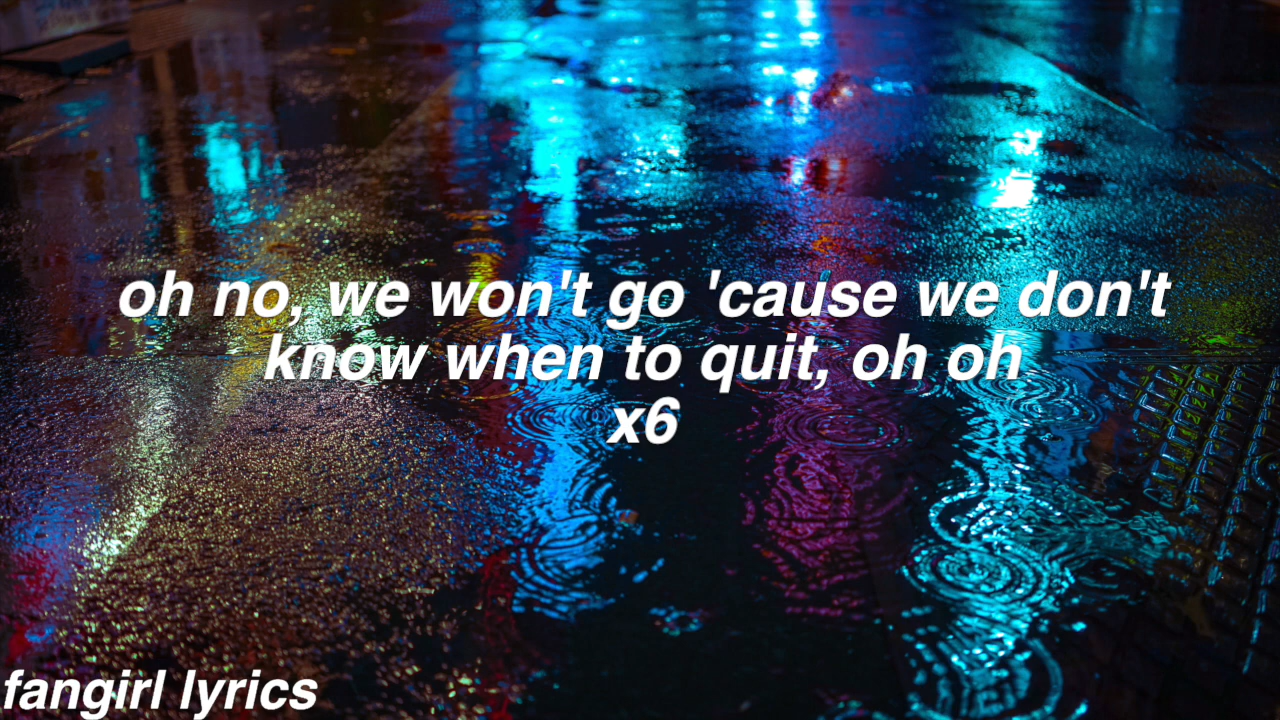 oh no, we won't go 'cause we don't
know when to quit, oh oh
x6
fangirl lyrics